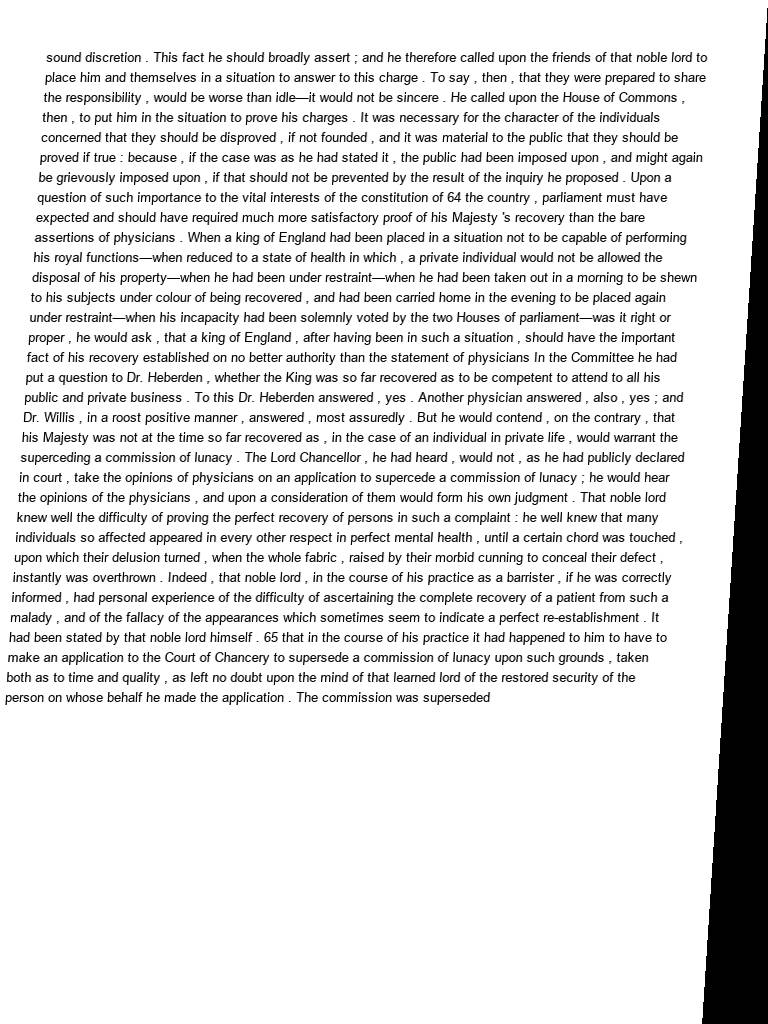 sound discretion . This fact he should broadly assert ; and he therefore called upon the friends of that noble lord to
place him and themselves in a situation to answer to this charge . To say , then , that they were prepared to share
the responsibility , would be worse than idle—it would not be sincere . He called upon the House of Commons ,
then , to put him in the situation to prove his charges . It was necessary for the character of the individuals
concerned that they should be disproved , if not founded , and it was material to the public that they should be
proved if true : because , if the case was as he had stated it , the public had been imposed upon , and might again
be grievously imposed upon , if that should not be prevented by the result of the inquiry he proposed . Upon a
question of such importance to the vital interests of the constitution of 64 the country , parliament must have
expected and should have required much more satisfactory proof of his Majesty 's recovery than the bare
assertions of physicians . When a king of England had been placed in a situation not to be capable of performing
his royal functions—when reduced to a state of health in which , a private individual would not be allowed the
disposal of his property—when he had been under restraint—when he had been taken out in a morning to be shewn
to his subjects under colour of being recovered , and had been carried home in the evening to be placed again
under restraint—when his incapacity had been solemnly voted by the two Houses of parliament—was it right or
proper , he would ask , that a king of England , after having been in such a situation , should have the important
fact of his recovery established on no better authority than the statement of physicians In the Committee he had
put a question to Dr. Heberden , whether the King was so far recovered as to be competent to attend to all his
public and private business . To this Dr. Heberden answered , yes . Another physician answered , also , yes ; and
Dr. Willis , in a roost positive manner , answered , most assuredly . But he would contend , on the contrary , that
his Majesty was not at the time so far recovered as , in the case of an individual in private life , would warrant the
superceding a commission of lunacy . The Lord Chancellor , he had heard , would not , as he had publicly declared
in court , take the opinions of physicians on an application to supercede a commission of lunacy ; he would hear
the opinions of the physicians , and upon a consideration of them would form his own judgment . That noble lord
knew well the difficulty of proving the perfect recovery of persons in such a complaint : he well knew that many
individuals so affected appeared in every other respect in perfect mental health , until a certain chord was touched ,
upon which their delusion turned , when the whole fabric , raised by their morbid cunning to conceal their defect ,
instantly was overthrown . Indeed , that noble lord , in the course of his practice as a barrister , if he was correctly
informed , had personal experience of the difficulty of ascertaining the complete recovery of a patient from such a
malady , and of the fallacy of the appearances which sometimes seem to indicate a perfect re-establishment . It
had been stated by that noble lord himself . 65 that in the course of his practice it had happened to him to have to
make an application to the Court of Chancery to supersede a commission of lunacy upon such grounds , taken
both as to time and quality , as left no doubt upon the mind of that learned lord of the restored security of the
person on whose behalf he made the application . The commission was superseded